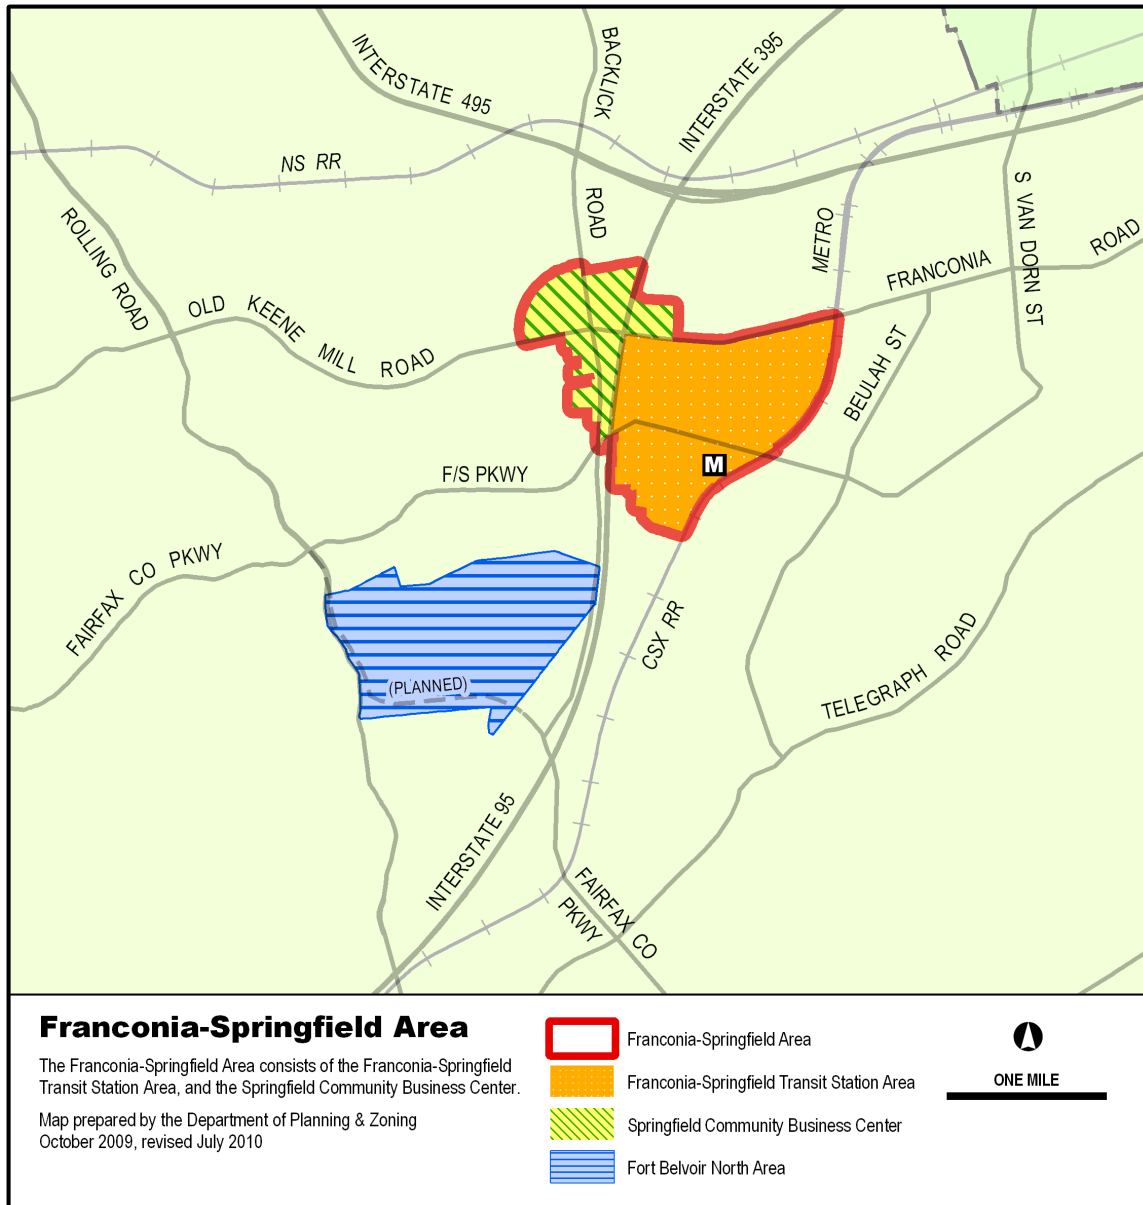 INTERSTATE 495
BACKLICK
ROAD
INTERSTATE 395
NS RR
ROLLING ROAD
OLD KEENE MILL ROAD
METRO
FRANCONIA
ROAD
S VAN DORN ST
BEULAH ST
M
F/S PKWY
FAIRFAX CO PKWY
(PLANNED)
CSX RR
TELEGRAPH ROAD
INTERSTATE 95
FAIRFAX CO
PKWY
Franconia-Springfield Area
The Franconia-Springfield Area consists of the Franconia-Springfield
Transit Station Area, and the Springfield Community Business Center.
Map prepared by the Department of Planning & Zoning
October 2009, revised July 2010
Franconia-Springfield Area
Franconia-Springfield Transit Station Area
Springfield Community Business Center
Fort Belvoir North Area
ONE MILE